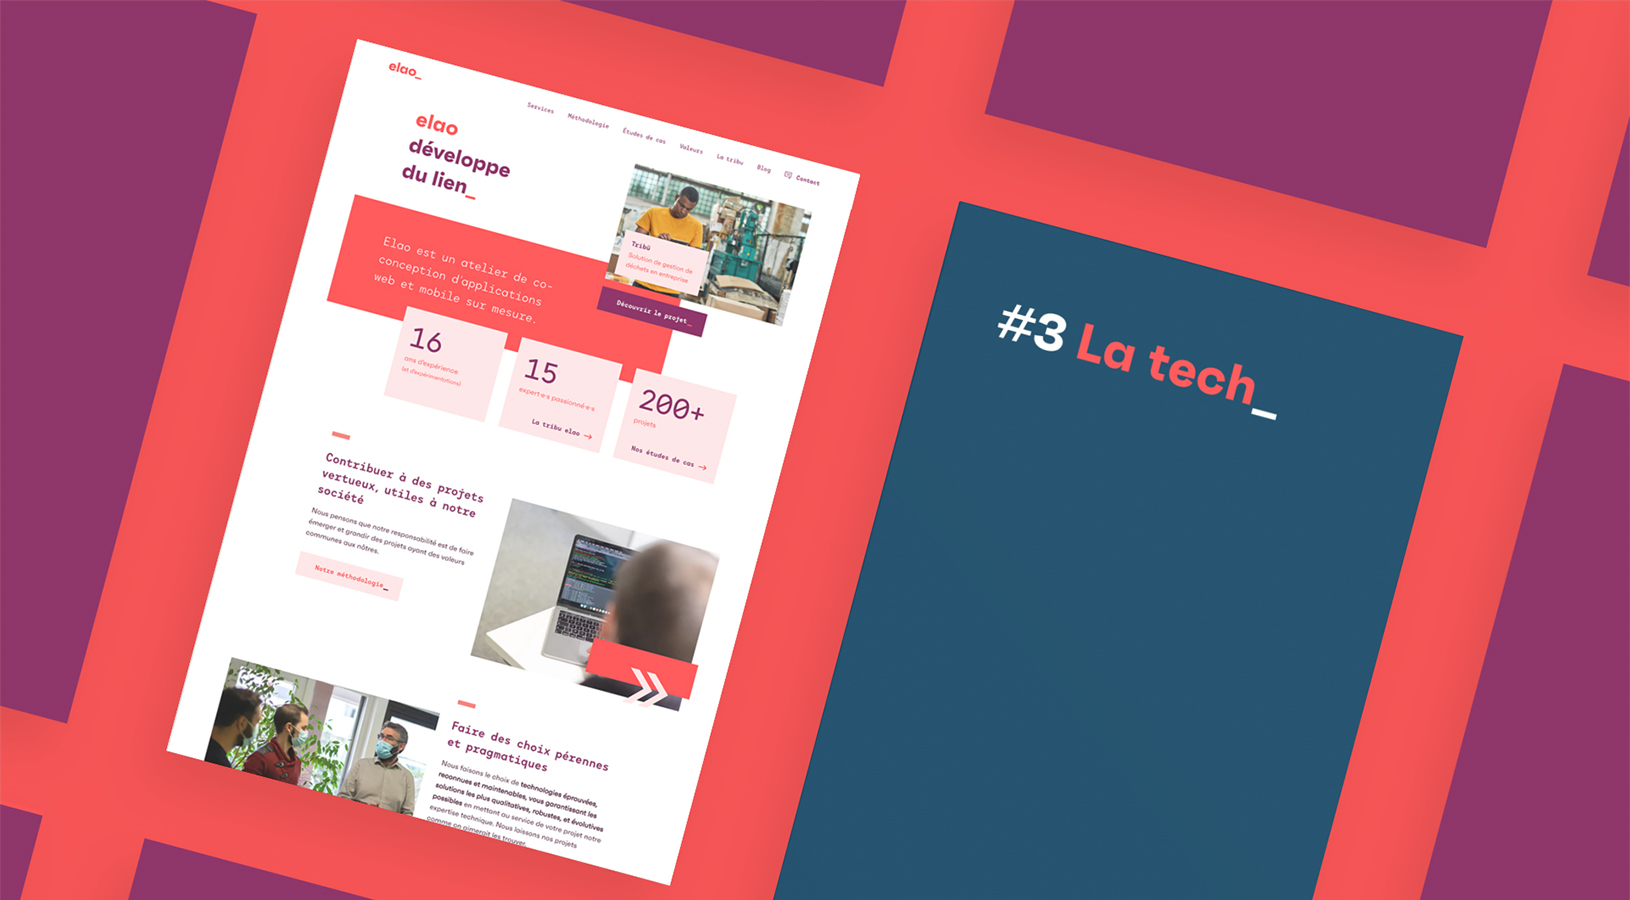 elao_
Services Méthodologie Études de cas Valeurs La tribu Blog Contact
elao
développe
du lien_
Elao est un atelier de co-
conception d'applications
web et mobile sur mesure.
Tribü
Solution de gestion de
déchets en entreprise
Découvrir le projet_
16
ans d'expérience
(et d'expérimentations)
15
expert·e·s passionné·e·s
La tribu elao →
200+
projets
Nos études de cas →
Contribuer à des projets
vertueux, utiles à notre
société
Nous pensons que notre responsabilité est de faire
émerger et grandir des projets ayant des valeurs
communes aux nôtres.
Notre méthodologie_
Faire des choix pérennes
et pragmatiques
Nous faisons le choix de technologies éprouvées,
reconnues et maintenables, vous garantissant les
solutions les plus qualitatives, robustes, et évolutives
possibles en mettant au service de votre projet notre
expertise technique. Nous laissons nos projets
comme on aimerait les trouver.
#3 La tech_